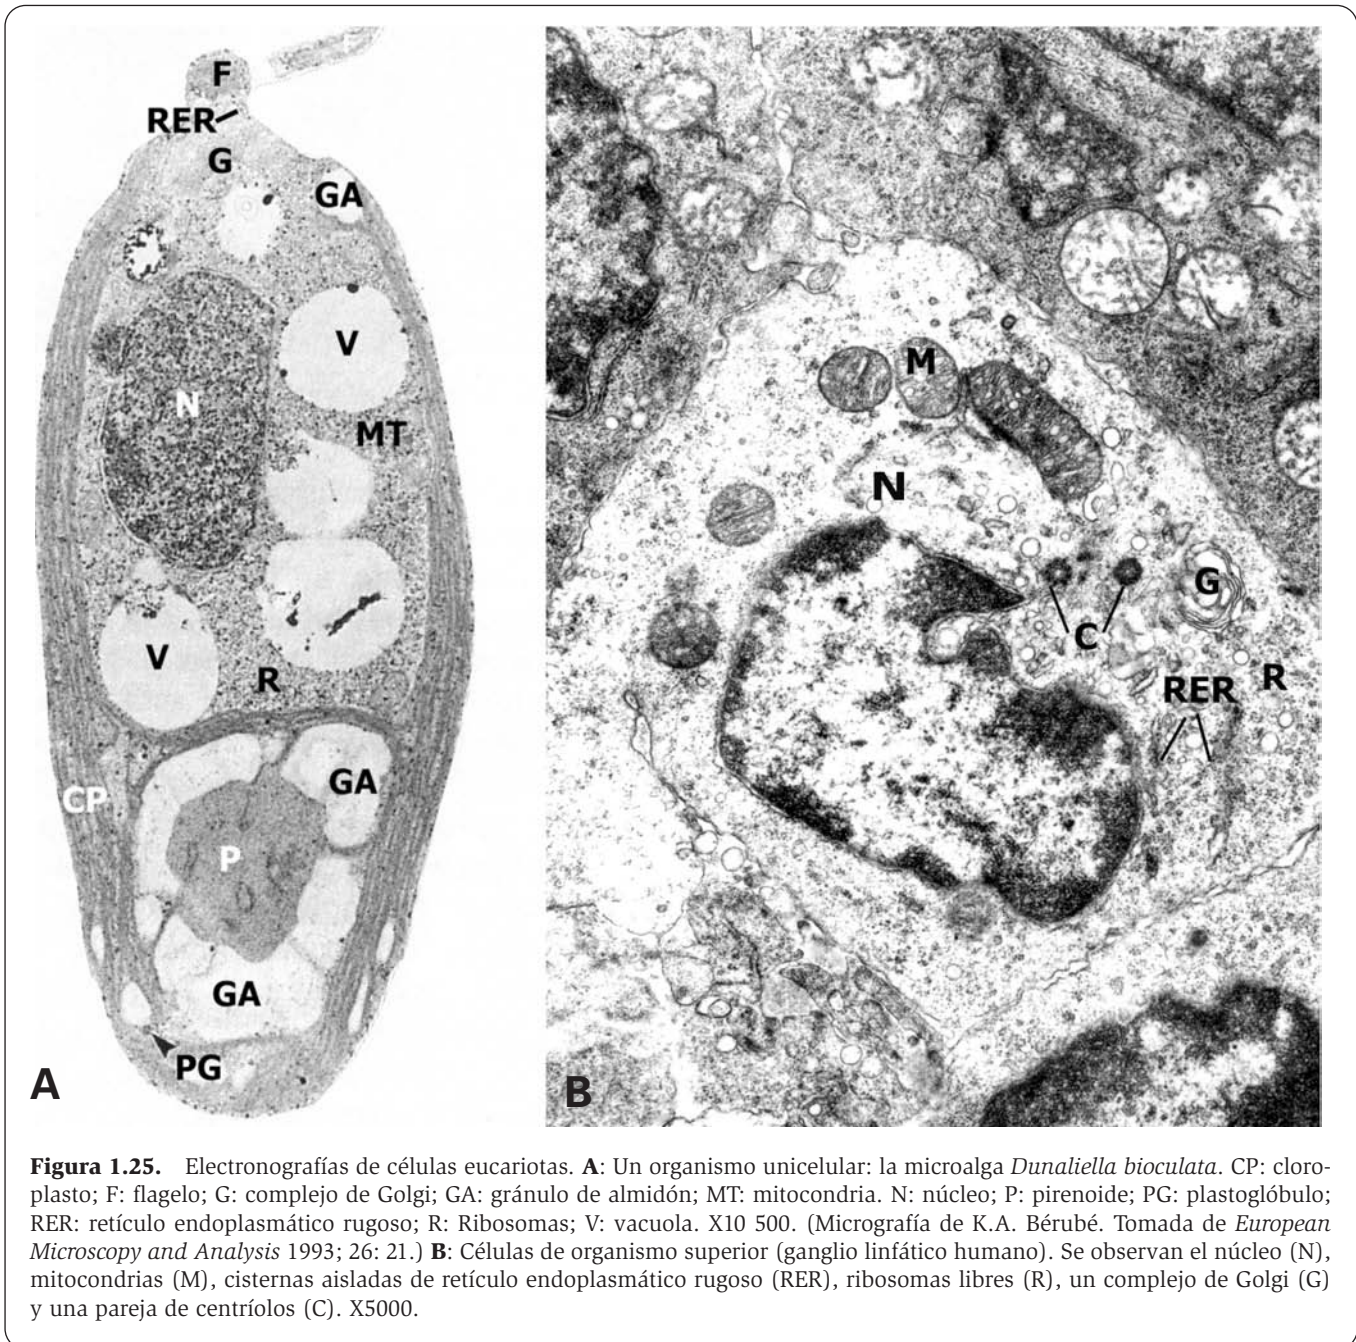 F
RER
G
GA
V
N
MT
V
R
GA
CP
P
GA
PG
A
M
N
G
C
R
RER
B
Figura 1.25. Electronografías de células eucariotas. A: Un organismo unicelular: la microalga Dunaliella bioculata. CP: cloro-
plasto; F: flagelo; G: complejo de Golgi; GA: gránulo de almidón; MT: mitocondria. N: núcleo; P: pirenoide; PG: plastoglóbulo;
RER: retículo endoplasmático rugoso; R: Ribosomas; V: vacuola. X10 500. (Micrografía de K.A. Bérubé. Tomada de European
Microscopy and Analysis 1993; 26: 21.) B: Células de organismo superior (ganglio linfático humano). Se observan el núcleo (N),
mitocondrias (M), cisternas aisladas de retículo endoplasmático rugoso (RER), ribosomas libres (R), un complejo de Golgi (G)
y una pareja de centríolos (C). X5000.